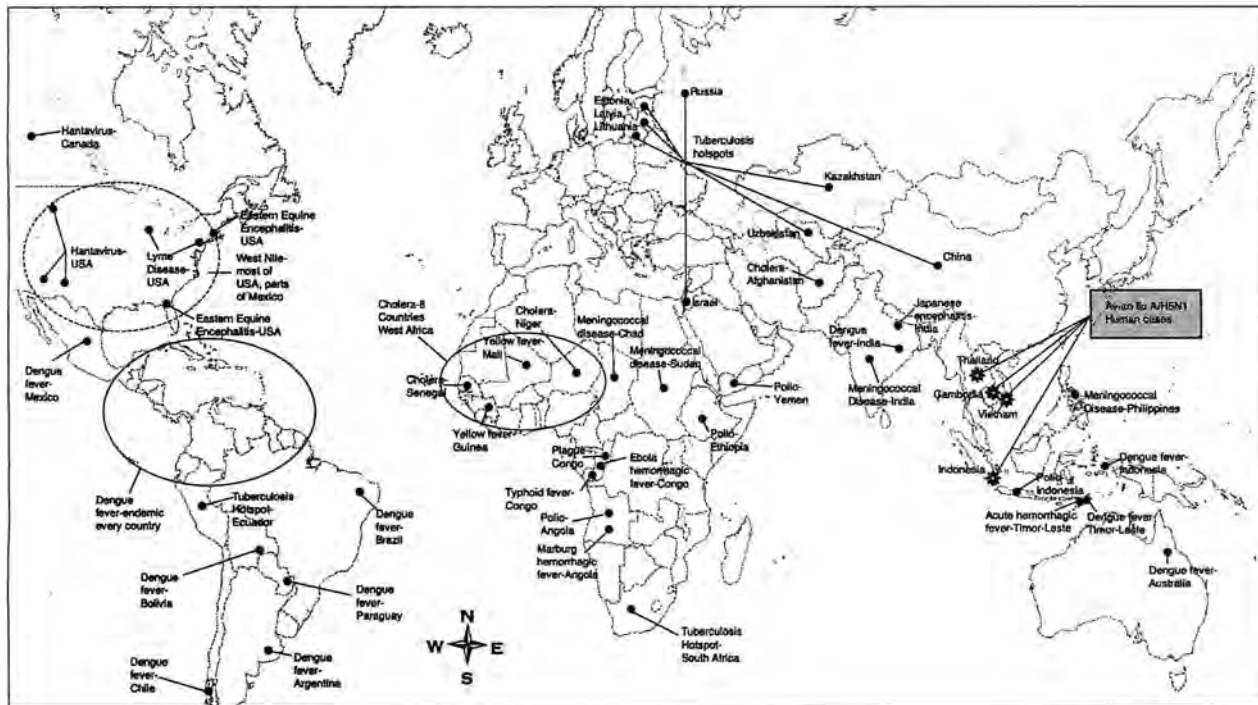 Hantavirus-
Canada
Hantavirus-
USA
Lyme
Disease-
USA
Eastern Equine
Encephalitis-
USA
West Nile-
most of
USA, parts
of Mexico
Eastern Equine
Encephalitis-USA
Dengue
fever-
Mexico
Dengue
fever-endemic
every country
Tuberculosis
Hotspot-
Ecuador
Dengue
fever-
Brazil
Dengue
fever-
Bolivia
Dengue
fever-
Paraguay
Dengue
fever-
Chile
Dengue
fever-
Argentina
N
W
E
S
Cholera-8
Countries
West Africa
Cholera-
Niger
Yellow fever-
Mali
Cholera-
Senegal
Yellow fever-
Guinea
Meningococcal
disease-Chad
Meningococcal
disease-Sudan
Plague-
Congo
Ebola
hemorrhagic
fever-Congo
Typhoid fever-
Congo
Polio-
Angola
Marburg
hemorrhagic
fever-Angola
Tuberculosis
Hotspot-
South Africa
Polio-
Ethiopia
Polio-
Yemen
Estonia,
Latvia,
Lithuania
Russia
Tuberculosis
hotspots
Kazakhstan
Uzbekistan
China
Israel
Cholera-
Afghanistan
Japanese
encephalitis-
India
Dengue
fever-India
Meningococcal
Disease-India
Avian flu A/H5N1
Human cases
Thailand
Cambodia
Vietnam
Meningococcal
Disease-Philippines
Indonesia
Dengue fever-
Indonesia
Polio-
Indonesia
Acute hemorrhagic
fever-Timor-Leste
Dengue fever
Timor-Leste
Dengue fever-
Australia